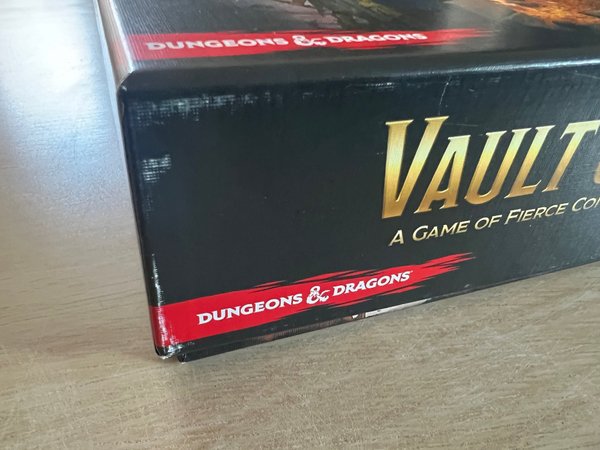 DUNGEONS & DRAGONS
VAULT
A GAME OF FIERCE
DUNGEONS & DRAGONS